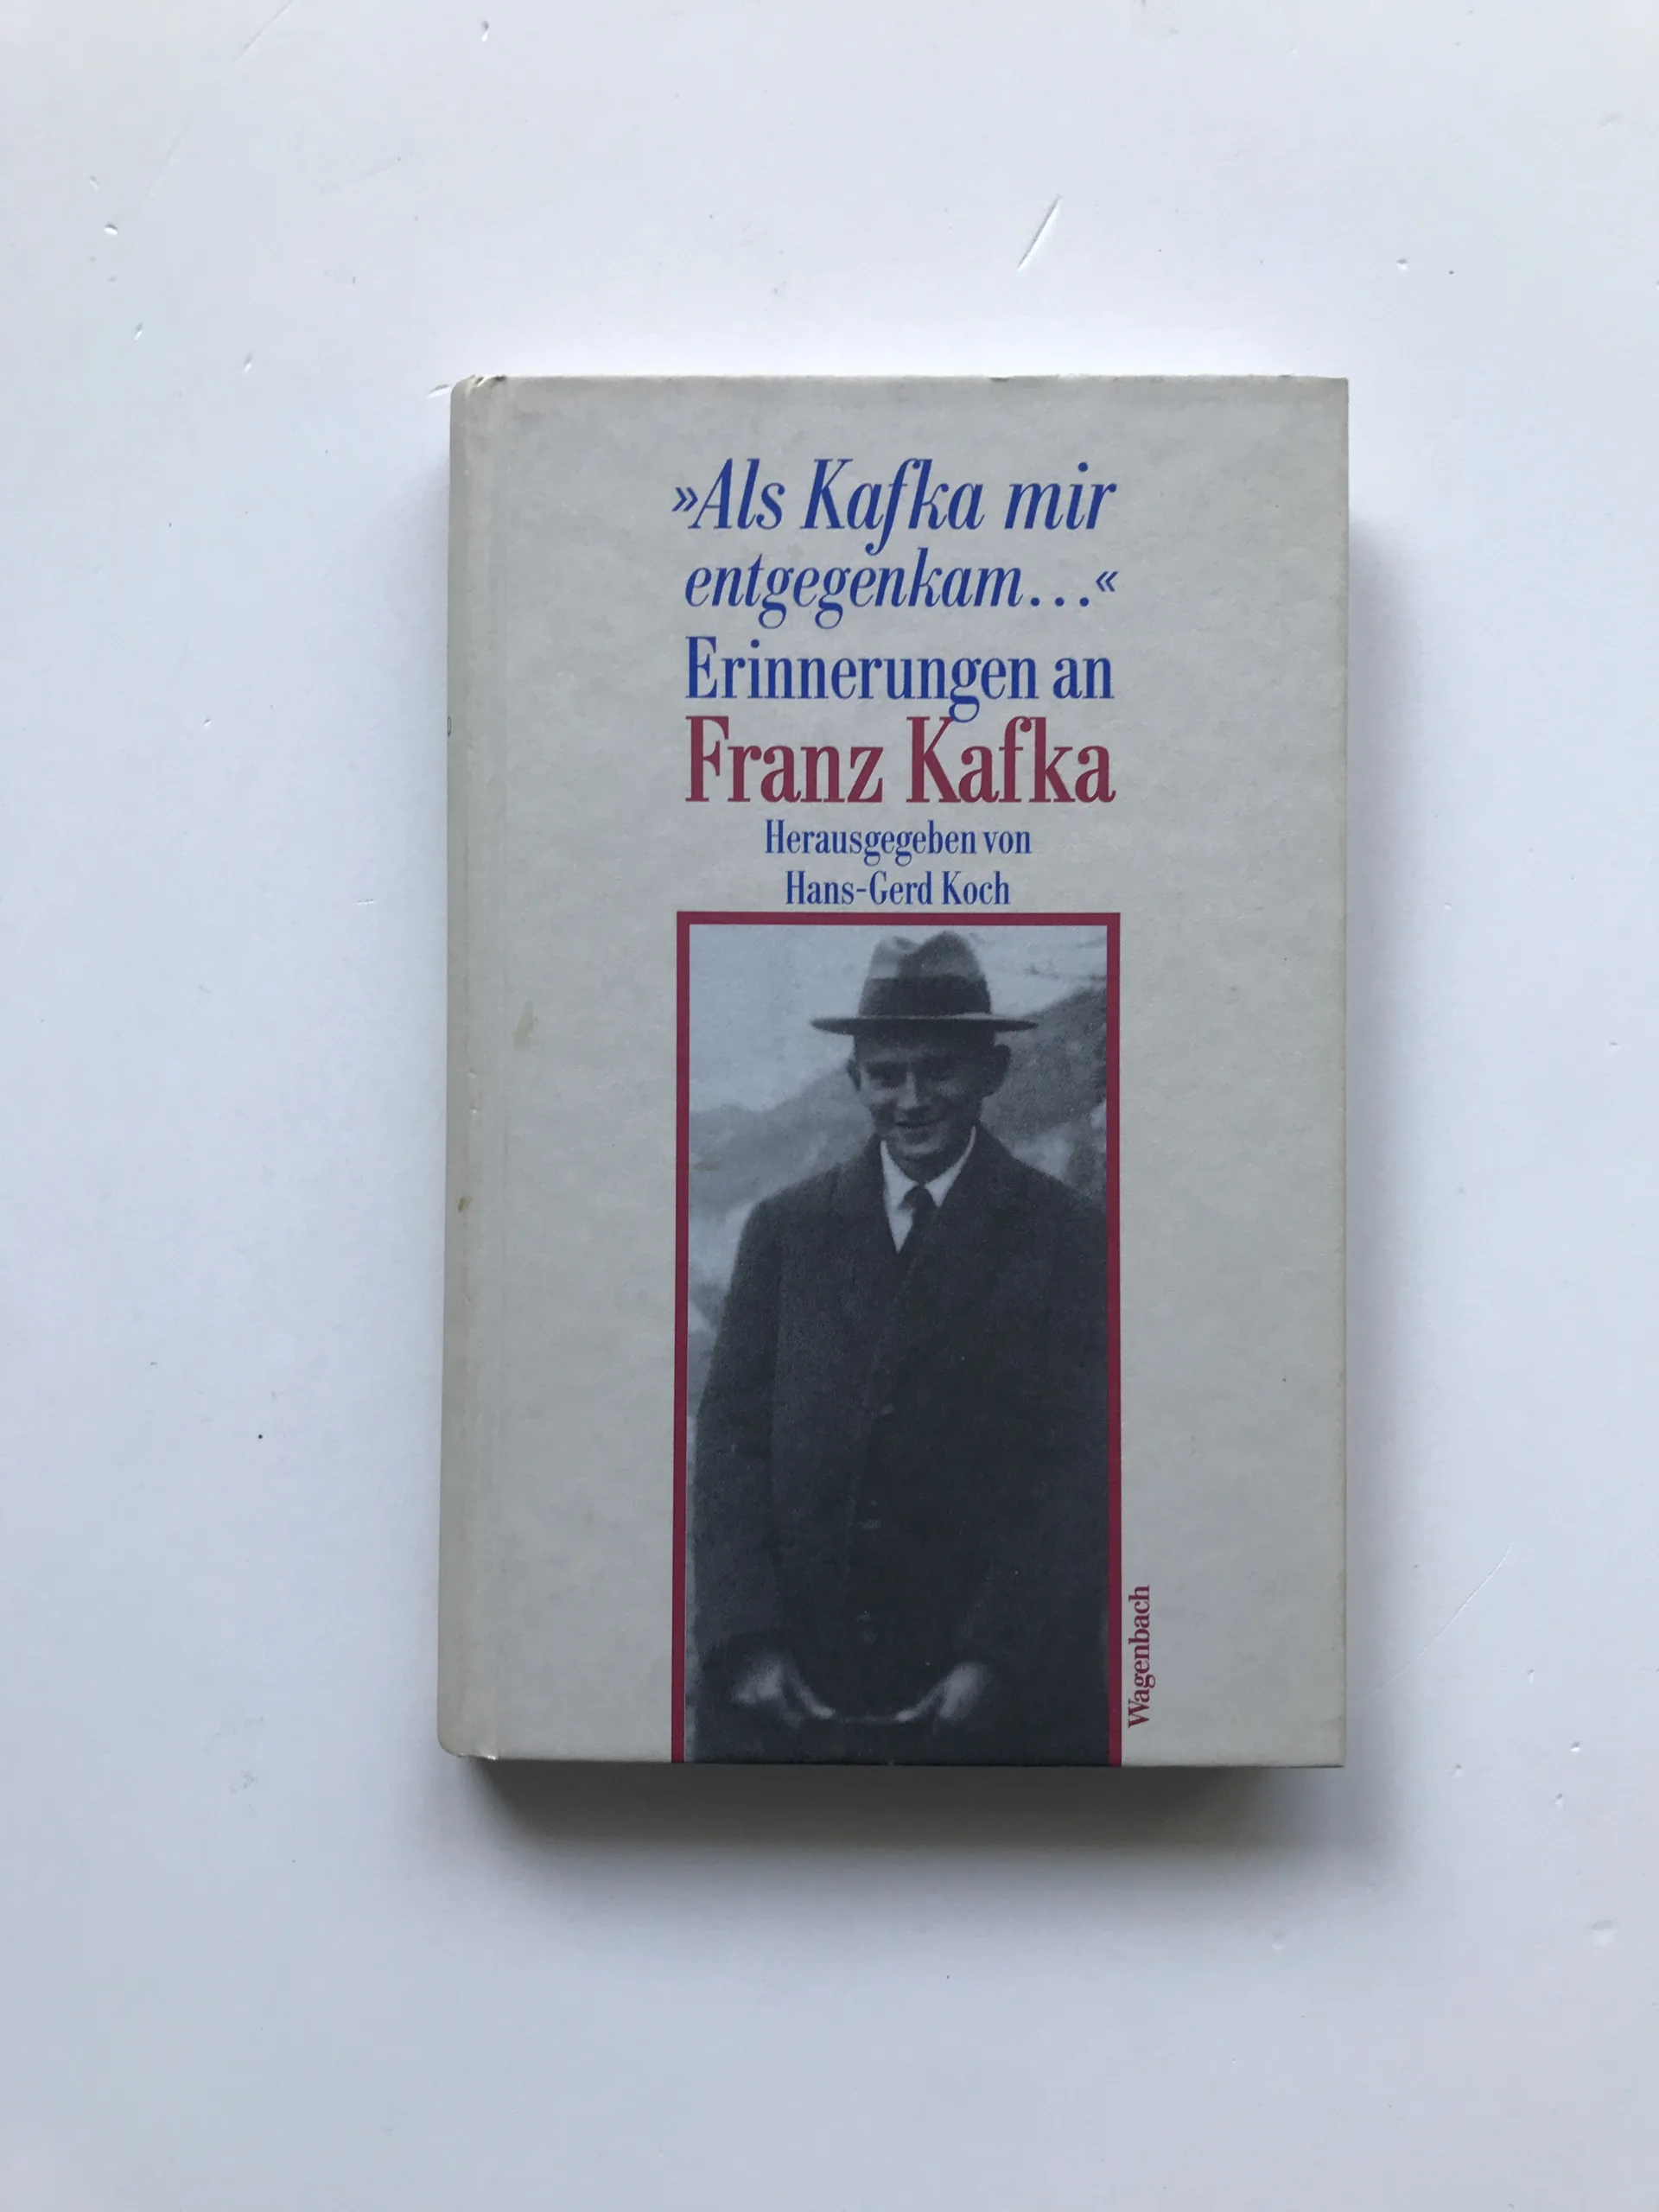 »Als Kafka mir
entgegenkam…«
Erinnerungen an
Franz Kafka
Herausgegeben von
Hans-Gerd Koch
Wagenbach